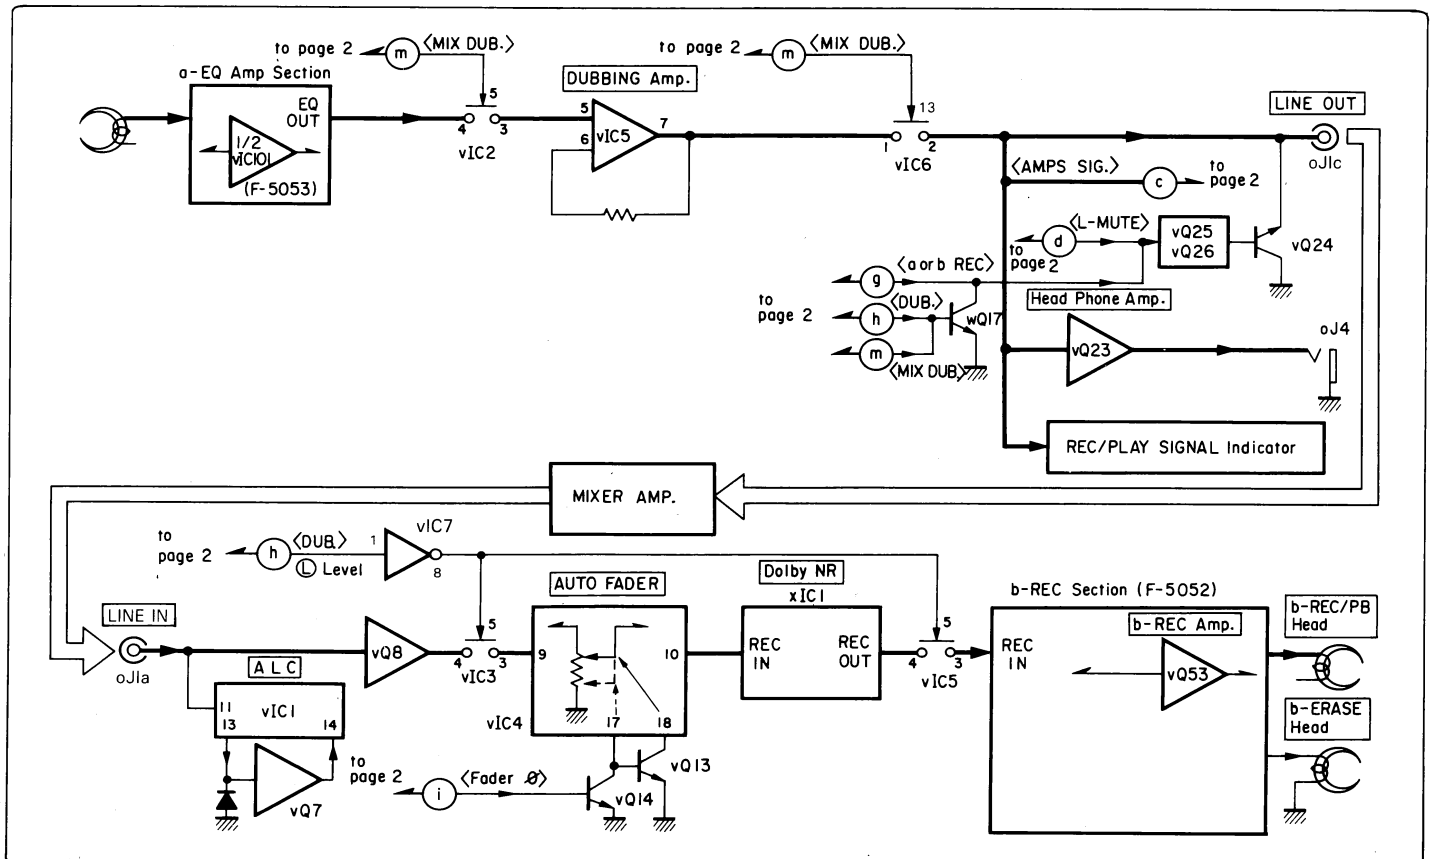 to page 2
m
〈MIX DUB.〉
to page 2
m
〈MIX DUB.〉
a-EQ Amp Section
DUBBING Amp.
EQ
OUT
1/2
vIC101
(F-5053)
5
4
3
vIC2
5
6
vIC5
7
13
1
2
vIC6
LINE OUT
oJ1c
〈AMPS SIG.〉
c
to
page 2
〈L-MUTE〉
d
to
page 2
vQ25
vQ26
vQ24
〈a or b REC〉
g
to
page 2
〈DUB.〉
h
wQ17
m
〈MIX DUB.〉
Head Phone Amp.
vQ23
oJ4
REC/PLAY SIGNAL Indicator
MIXER AMP.
to
page 2
h
〈DUB.〉
Ⓛ Level
1
vIC7
8
LINE IN
oJ1a
ALC
11
13
vIC1
14
vQ7
vQ8
5
4
3
vIC3
AUTO FADER
9
10
17
18
vIC4
to
page 2
i
〈Fader ∅〉
vQ14
vQ13
Dolby NR
xIC1
REC
IN
REC
OUT
5
4
3
vIC5
b-REC Section (F-5052)
REC
IN
b-REC Amp.
vQ53
b-REC/PB
Head
b-ERASE
Head